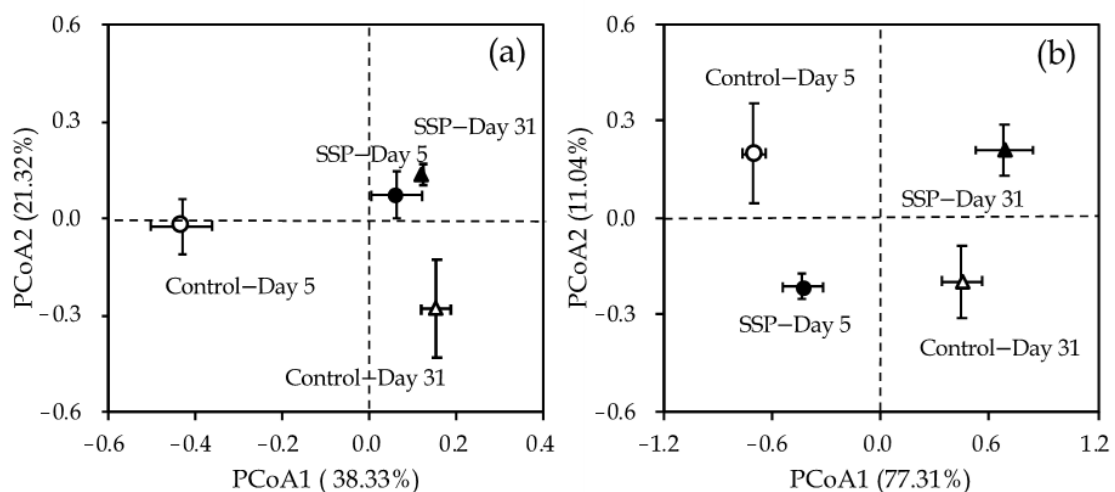 (a)
0.6
0.3
0.0
−0.3
−0.6
PCoA2 (21.32%)
SSP−Day 31
SSP−Day 5
Control−Day 5
Control−Day 31
−0.6 −0.4 −0.2 0.0 0.2 0.4
PCoA1 ( 38.33%)
(b)
0.6
0.3
0.0
−0.3
−0.6
PCoA2 (11.04%)
Control−Day 5
SSP−Day 31
SSP−Day 5
Control−Day 31
−1.2 −0.6 0.0 0.6 1.2
PCoA1 (77.31%)